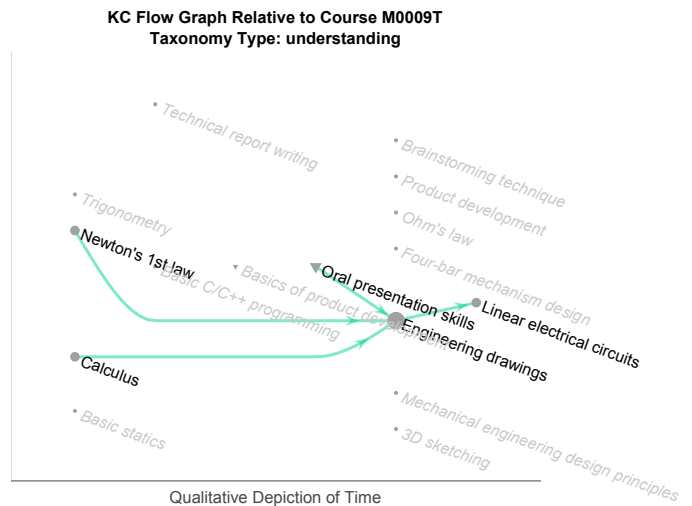 KC Flow Graph Relative to Course M0009T
Taxonomy Type: understanding
Technical report writing
Brainstorming technique
Product development
Trigonometry
Ohm's law
Newton's 1st law
Four-bar mechanism design
Basic C/C++ programming
Basics of product development
Oral presentation skills
Linear electrical circuits
Engineering drawings
Calculus
Mechanical engineering design principles
Basic statics
3D sketching
Qualitative Depiction of Time